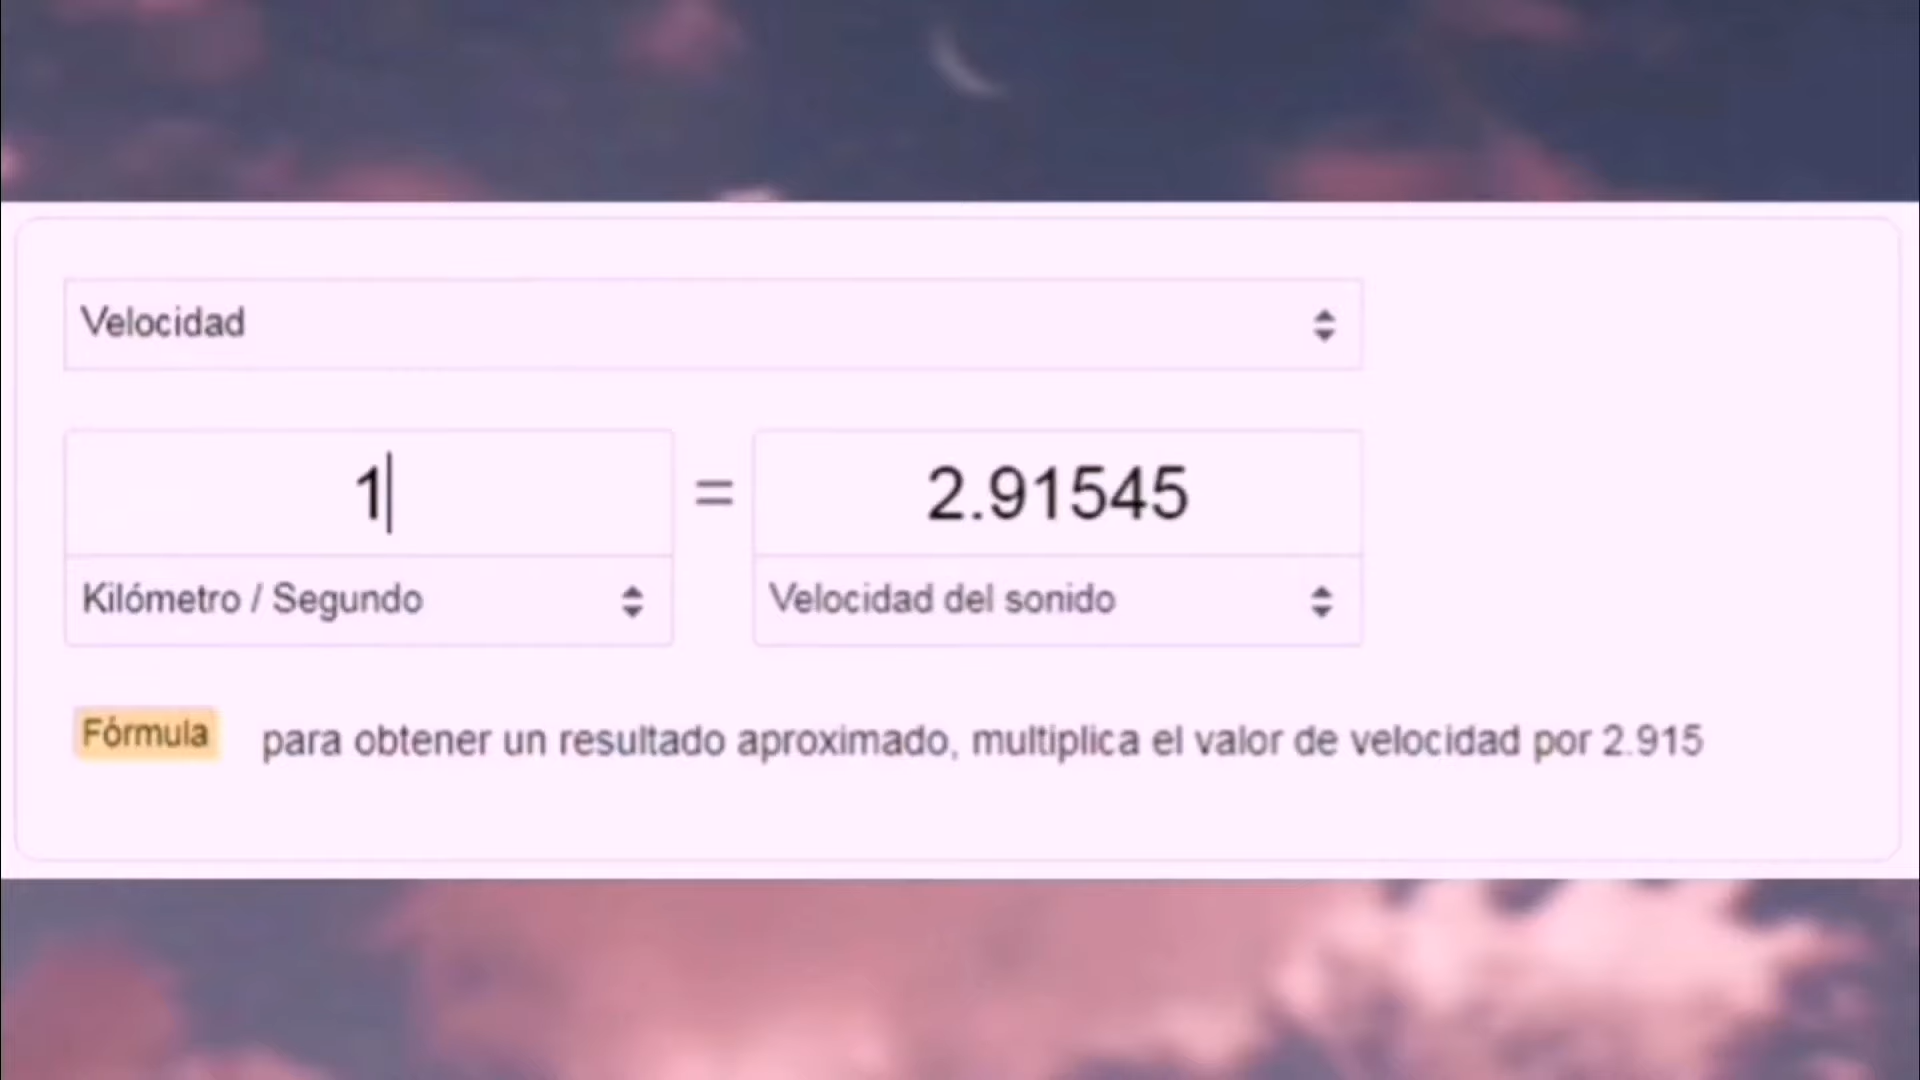 Velocidad
1 = 2.91545
Kilómetro / Segundo Velocidad del sonido
Fórmula para obtener un resultado aproximado, multiplica el valor de velocidad por 2.915